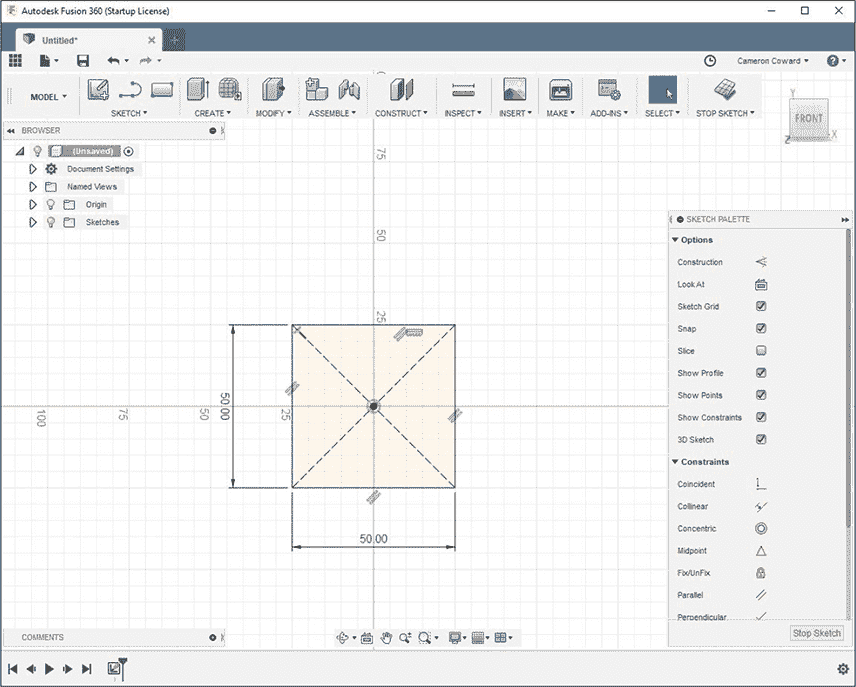 Autodesk Fusion 360 (Startup License)
Untitled*
Cameron Coward
MODEL
SKETCH
CREATE
MODIFY
ASSEMBLE
CONSTRUCT
INSPECT
INSERT
MAKE
ADD-INS
SELECT
STOP SKETCH
BROWSER
(Unsaved)
Document Settings
Named Views
Origin
Sketches
Y
FRONT
Z
X
75
50
25
100
75
50
25
50.00
50.00
SKETCH PALETTE
Options
Construction
Look At
Sketch Grid
Snap
Slice
Show Profile
Show Points
Show Constraints
3D Sketch
Constraints
Coincident
Collinear
Concentric
Midpoint
Fix/UnFix
Parallel
Perpendicular
Stop Sketch
COMMENTS